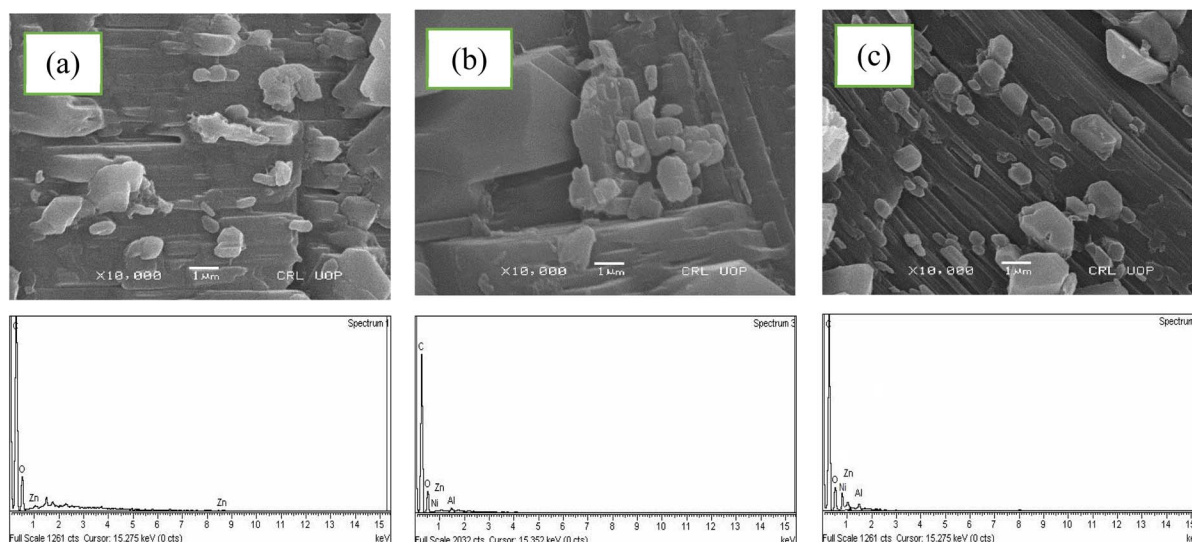 (a)
(b)
(c)
X10,000 1μm CRL UOP
X10,000 1μm CRL UOP
X10,000 1μm CRL UOP
Spectrum 1
C
O
Zn
Zn
1 2 3 4 5 6 7 8 9 10 11 12 13 14 15
Full Scale 1261 cts Cursor: 15.275 keV (0 cts)
keV
Spectrum 3
C
O
Zn
Ni
Al
1 2 3 4 5 6 7 8 9 10 11 12 13 14 15
Full Scale 2032 cts Cursor: 15.352 keV (0 cts)
keV
Spectrum
C
Zn
O
Ni
Al
1 2 3 4 5 6 7 8 9 10 11 12 13 14 15
Full Scale 1261 cts Cursor: 15.275 keV (0 cts)
keV